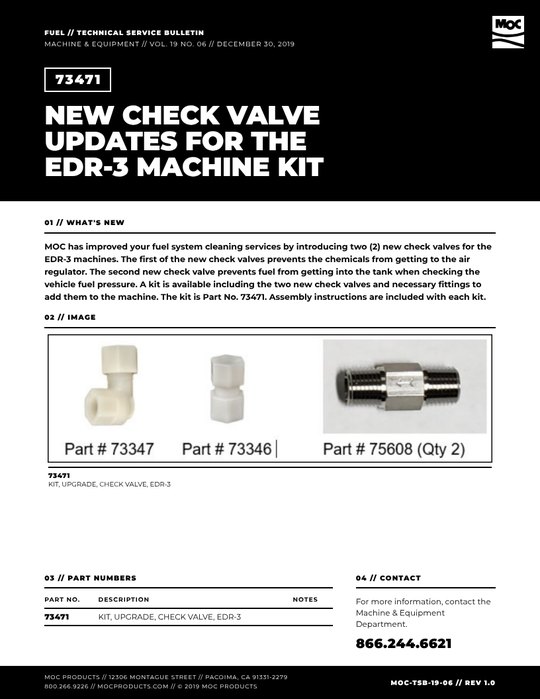 FUEL // TECHNICAL SERVICE BULLETIN
MACHINE & EQUIPMENT // VOL. 19 NO. 06 // DECEMBER 30, 2019
MOC
73471
NEW CHECK VALVE
UPDATES FOR THE
EDR-3 MACHINE KIT
01 // WHAT'S NEW
MOC has improved your fuel system cleaning services by introducing two (2) new check valves for the
EDR-3 machines. The first of the new check valves prevents the chemicals from getting to the air
regulator. The second new check valve prevents fuel from getting into the tank when checking the
vehicle fuel pressure. A kit is available including the two new check valves and necessary fittings to
add them to the machine. The kit is Part No. 73471. Assembly instructions are included with each kit.
02 // IMAGE
Part # 73347
Part # 73346
Part # 75608 (Qty 2)
73471
KIT, UPGRADE, CHECK VALVE, EDR-3
03 // PART NUMBERS
PART NO. DESCRIPTION NOTES
73471 KIT, UPGRADE, CHECK VALVE, EDR-3
04 // CONTACT
For more information, contact the
Machine & Equipment
Department.
866.244.6621
MOC PRODUCTS // 12306 MONTAGUE STREET // PACOIMA, CA 91331-2279
800.266.9226 // MOCPRODUCTS.COM // © 2019 MOC PRODUCTS
MOC-TSB-19-06 // REV 1.0